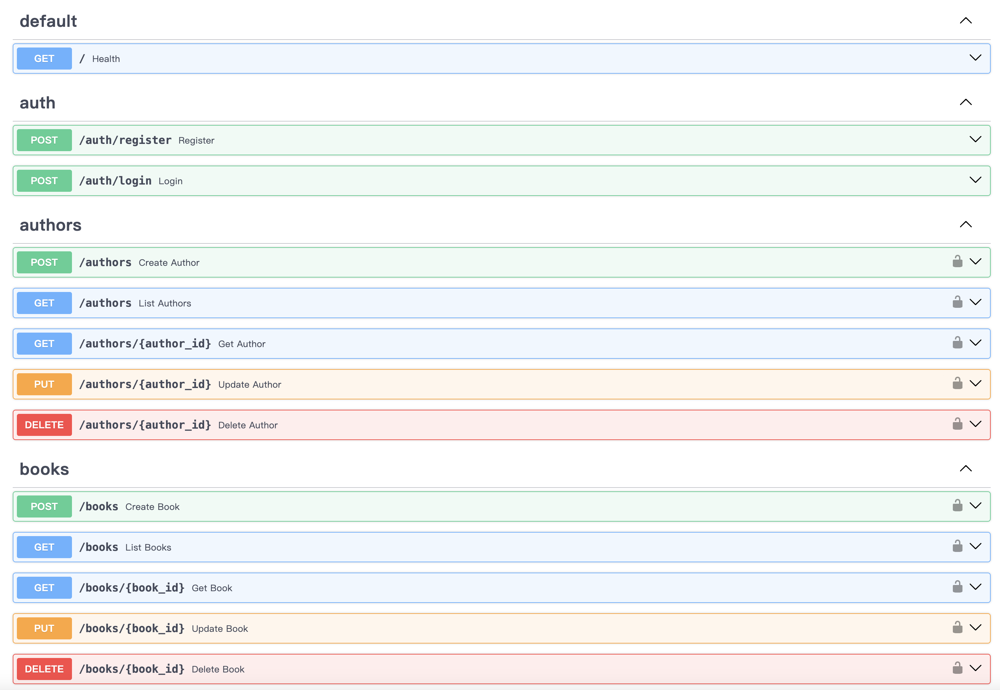 default
GET / Health
auth
POST /auth/register Register
POST /auth/login Login
authors
POST /authors Create Author
GET /authors List Authors
GET /authors/{author_id} Get Author
PUT /authors/{author_id} Update Author
DELETE /authors/{author_id} Delete Author
books
POST /books Create Book
GET /books List Books
GET /books/{book_id} Get Book
PUT /books/{book_id} Update Book
DELETE /books/{book_id} Delete Book